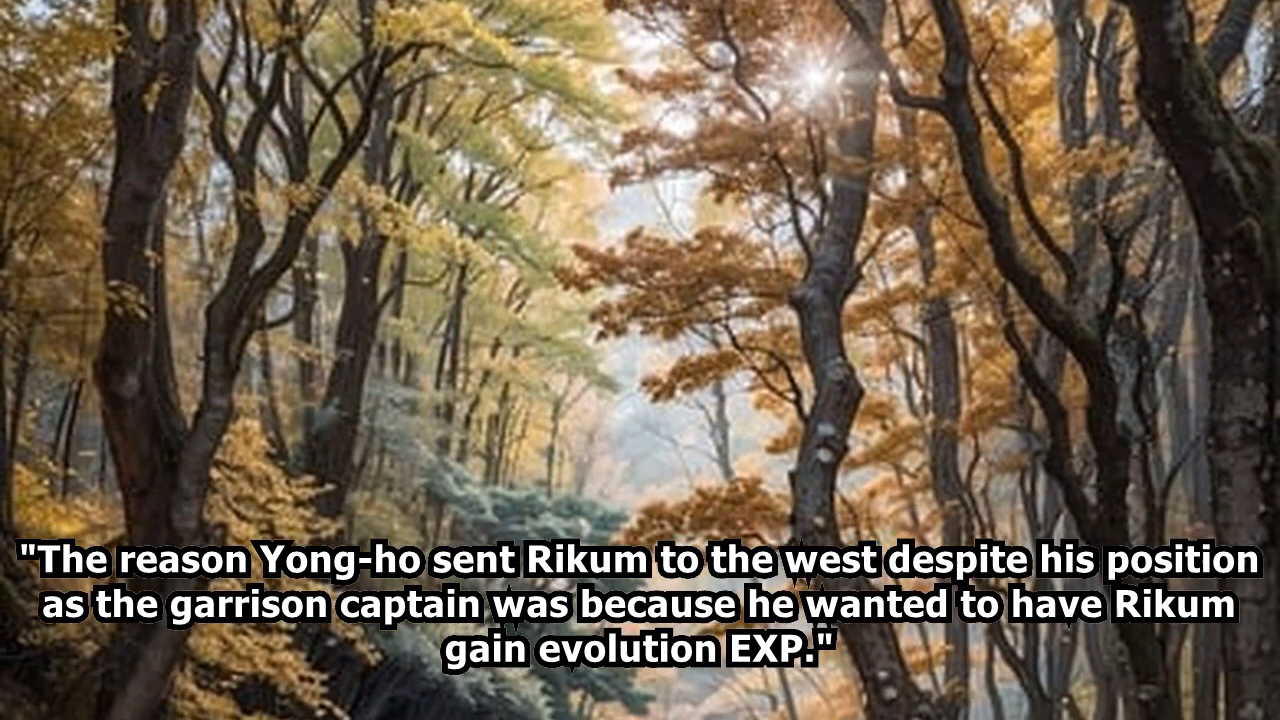 "The reason Yong-ho sent Rikum to the west despite his position
as the garrison captain was because he wanted to have Rikum
gain evolution EXP."